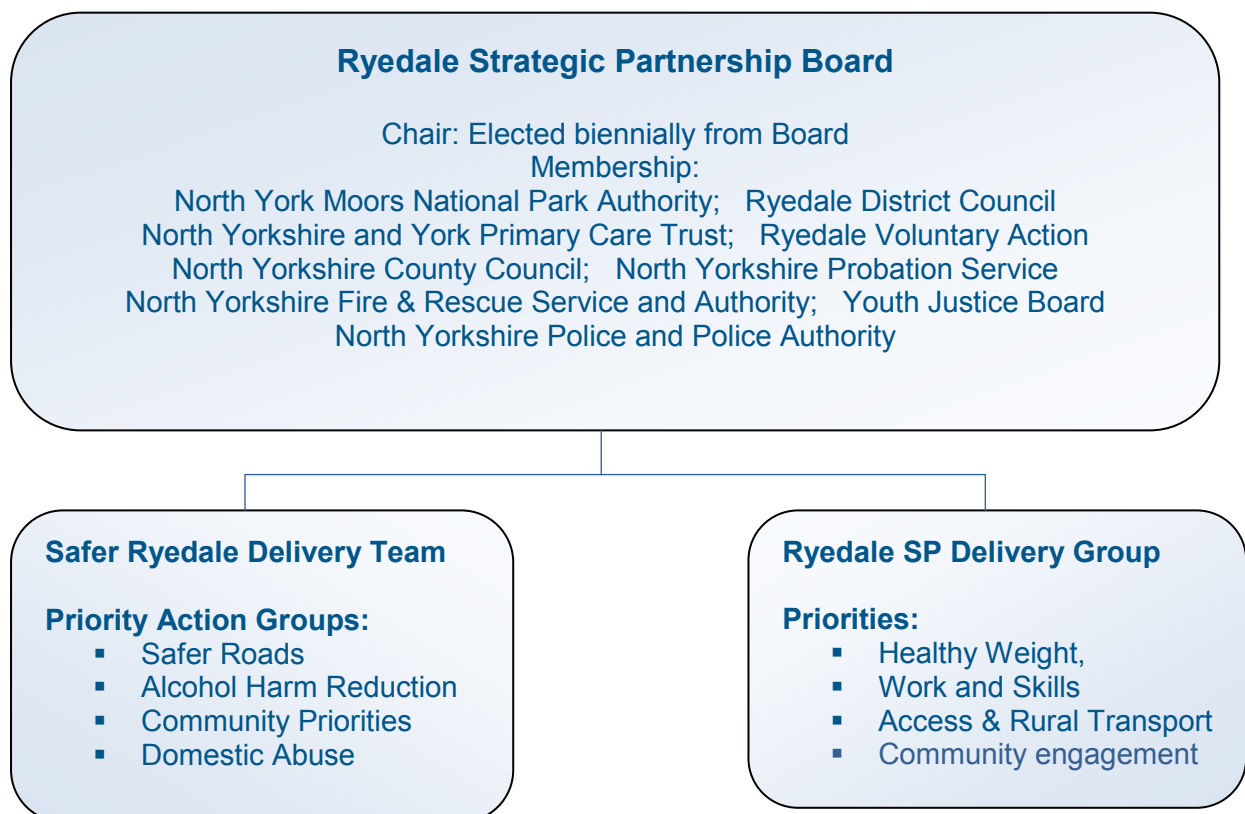 Ryedale Strategic Partnership Board
Chair: Elected biennially from Board
Membership:
North York Moors National Park Authority;   Ryedale District Council
North Yorkshire and York Primary Care Trust;   Ryedale Voluntary Action
North Yorkshire County Council;   North Yorkshire Probation Service
North Yorkshire Fire & Rescue Service and Authority;   Youth Justice Board
North Yorkshire Police and Police Authority
Safer Ryedale Delivery Team
Priority Action Groups:
▪ Safer Roads
▪ Alcohol Harm Reduction
▪ Community Priorities
▪ Domestic Abuse
Ryedale SP Delivery Group
Priorities:
▪ Healthy Weight,
▪ Work and Skills
▪ Access & Rural Transport
▪ Community engagement